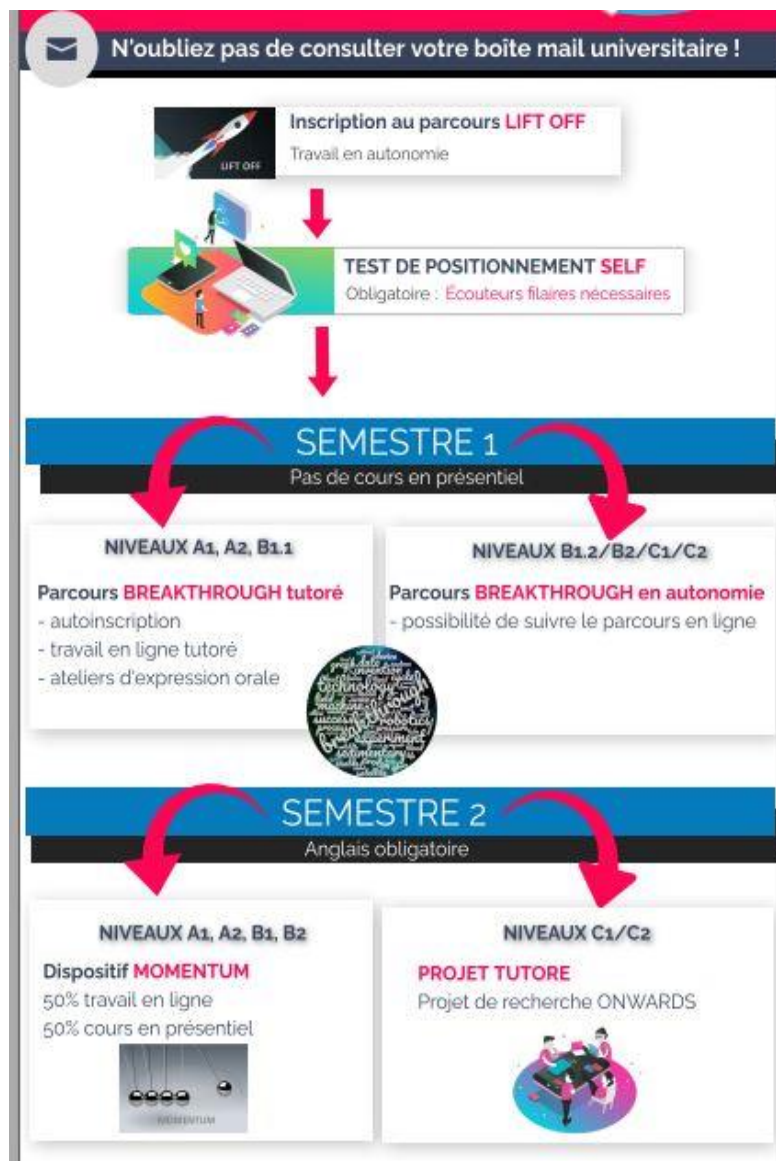 N'oubliez pas de consulter votre boîte mail universitaire !
Inscription au parcours LIFT OFF
Travail en autonomie
LIFT OFF
TEST DE POSITIONNEMENT SELF
Obligatoire : Écouteurs filaires nécessaires
SEMESTRE 1
Pas de cours en présentiel
NIVEAUX A1, A2, B1.1
Parcours BREAKTHROUGH tutoré
- autoinscription
- travail en ligne tutoré
- ateliers d'expression orale
NIVEAUX B1.2/B2/C1/C2
Parcours BREAKTHROUGH en autonomie
- possibilité de suivre le parcours en ligne
technology
breakthrough
robotics
experiment
sedimentary
SEMESTRE 2
Anglais obligatoire
NIVEAUX A1, A2, B1, B2
Dispositif MOMENTUM
50% travail en ligne
50% cours en présentiel
MOMENTUM
NIVEAUX C1/C2
PROJET TUTORE
Projet de recherche ONWARDS